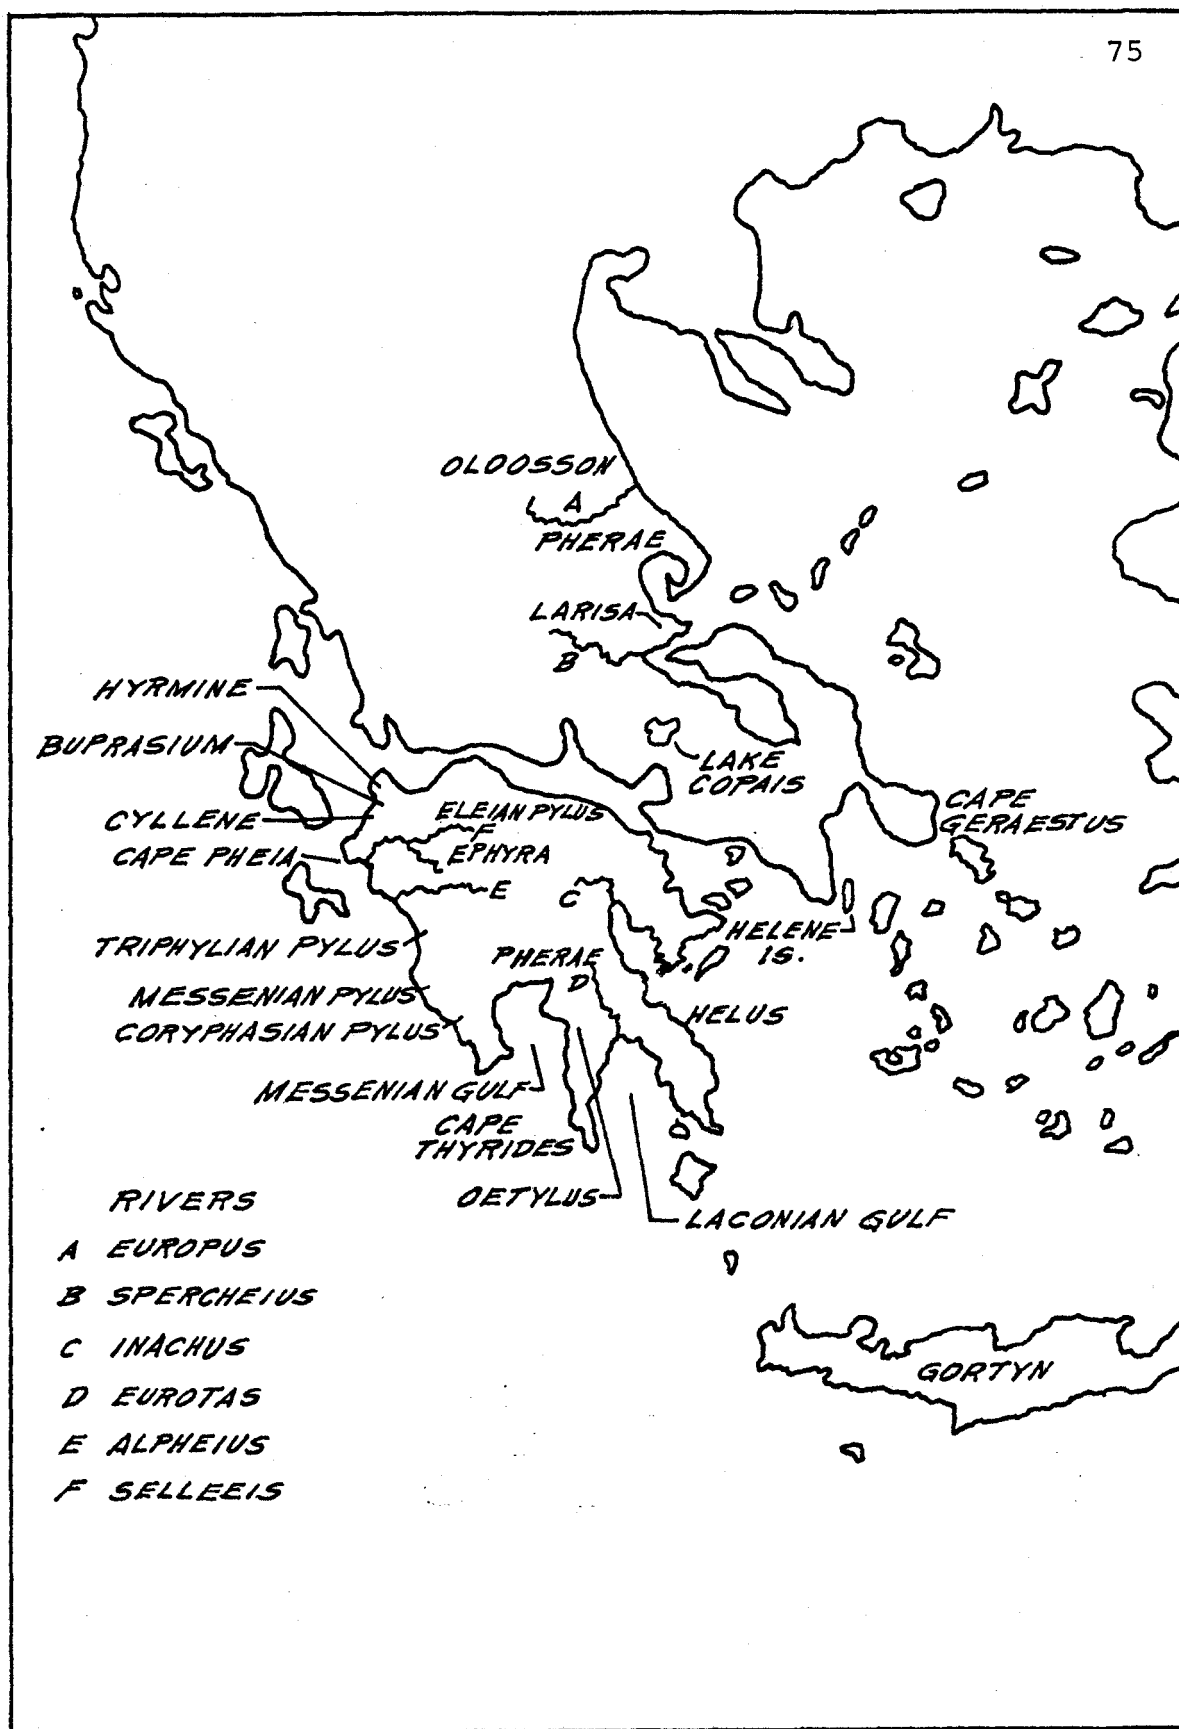 75
OLOOSSON
A
PHERAE
LARISA
B
HYRMINE
BUPRASIUM
LAKE
COPAIS
CYLLENE
ELEIAN PYLUS
F
CAPE
GERAESTUS
CAPE PHEIA
EPHYRA
E
C
TRIPHYLIAN PYLUS
PHERAE
D
HELENE
IS.
MESSENIAN PYLUS
CORYPHASIAN PYLUS
HELUS
MESSENIAN GULF
CAPE
THYRIDES
OETYLUS
LACONIAN GULF
RIVERS
A EUROPUS
B SPERCHEIUS
C INACHUS
D EUROTAS
E ALPHEIUS
F SELLEEIS
GORTYN